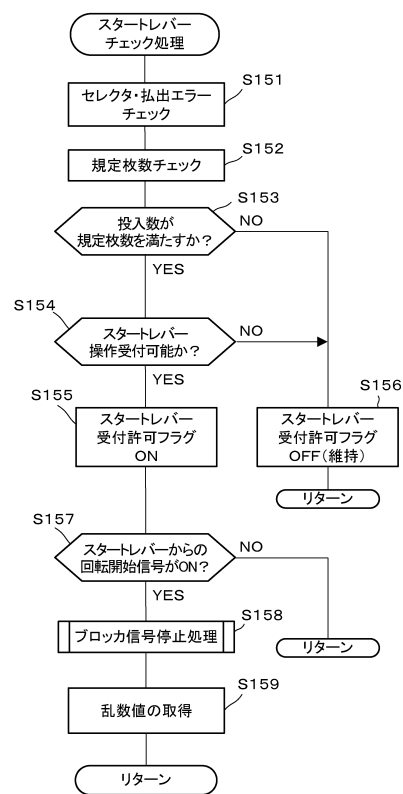 スタートレバー
チェック処理
S151
セレクタ・払出エラー
チェック
S152
規定枚数チェック
S153
投入数が
規定枚数を満たすか?
NO
YES
S154
スタートレバー
操作受付可能か?
NO
YES
S155
スタートレバー
受付許可フラグ
ON
S156
スタートレバー
受付許可フラグ
OFF(維持)
リターン
S157
スタートレバーからの
回転開始信号がON?
NO
YES
リターン
S158
ブロッカ信号停止処理
S159
乱数値の取得
リターン